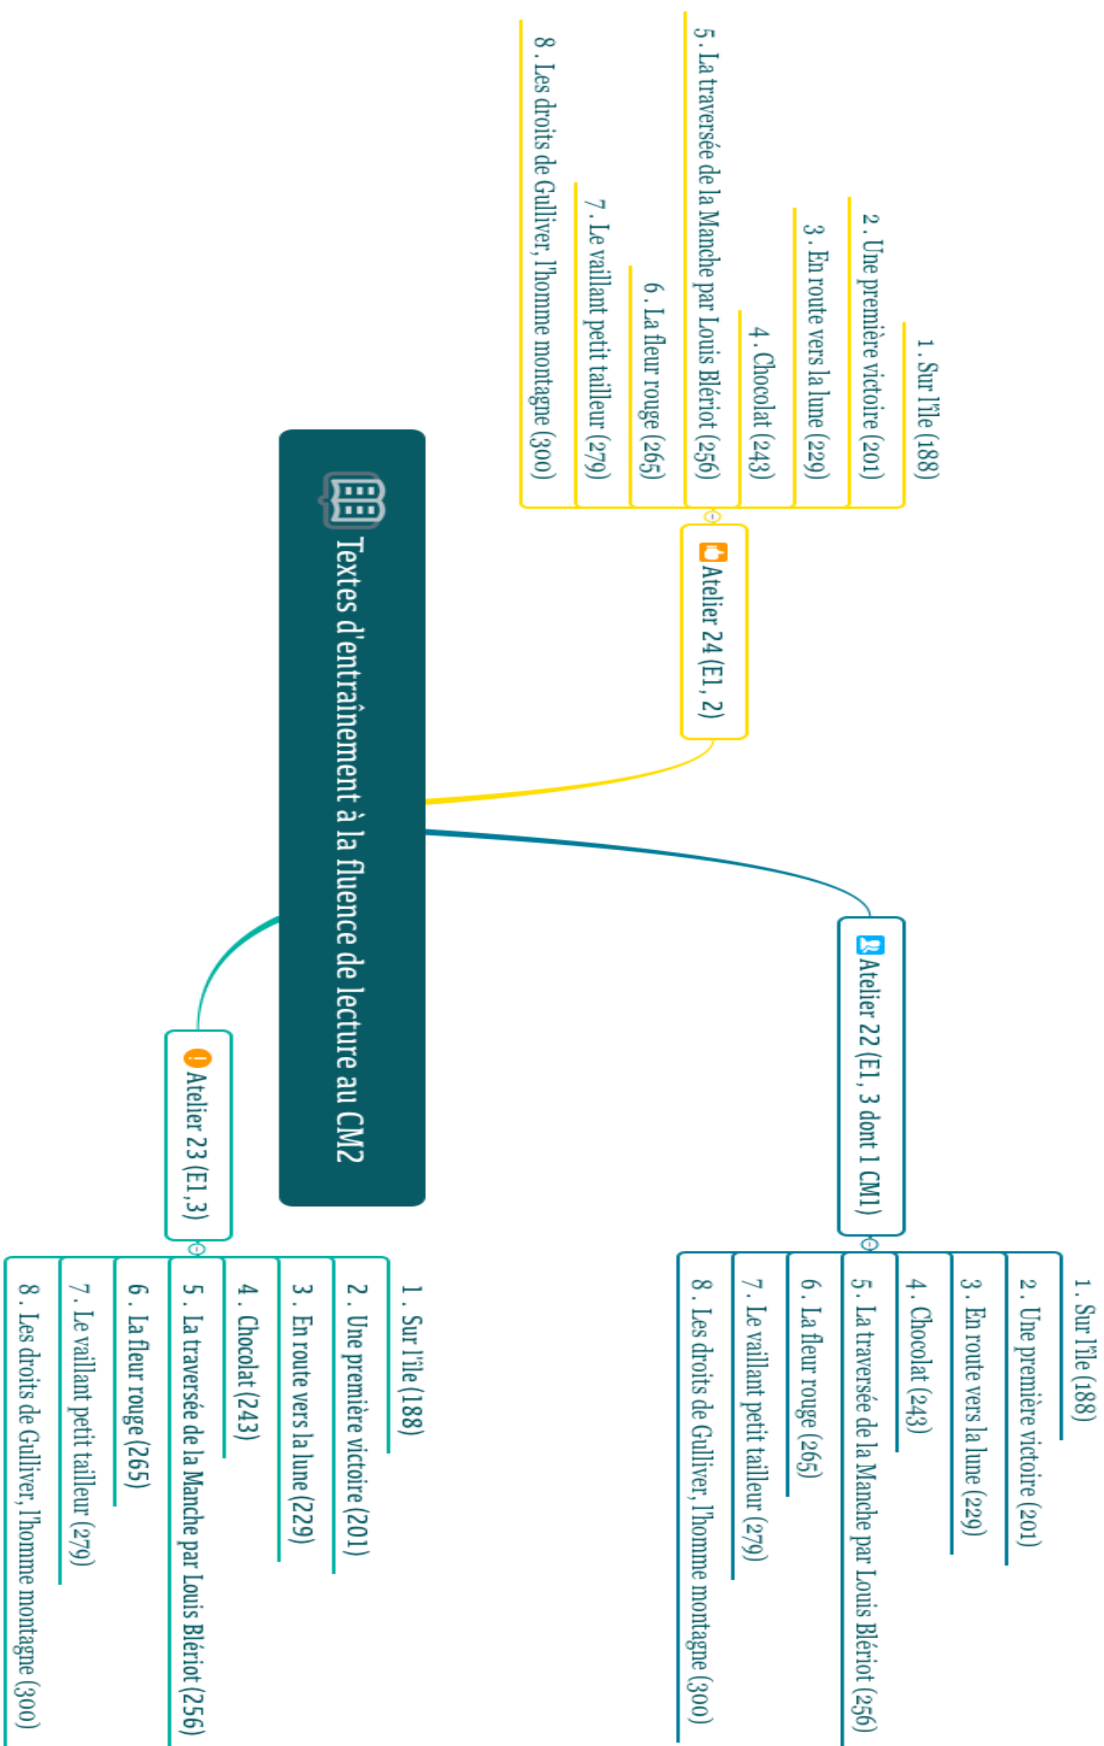 Textes d'entraînement à la fluence de lecture au CM2
Atelier 22 (E1, 3 dont 1 CM1)
1 . Sur l'île (188)
2 . Une première victoire (201)
3 . En route vers la lune (229)
4 . Chocolat (243)
5 . La traversée de la Manche par Louis Blériot (256)
6 . La fleur rouge (265)
7 . Le vaillant petit tailleur (279)
8 . Les droits de Gulliver, l'homme montagne (300)
Atelier 23 (E1,3)
1 . Sur l'île (188)
2 . Une première victoire (201)
3 . En route vers la lune (229)
4 . Chocolat (243)
5 . La traversée de la Manche par Louis Blériot (256)
6 . La fleur rouge (265)
7 . Le vaillant petit tailleur (279)
8 . Les droits de Gulliver, l'homme montagne (300)
Atelier 24 (E1, 2)
1 . Sur l'île (188)
2 . Une première victoire (201)
3 . En route vers la lune (229)
4 . Chocolat (243)
5 . La traversée de la Manche par Louis Blériot (256)
6 . La fleur rouge (265)
7 . Le vaillant petit tailleur (279)
8 . Les droits de Gulliver, l'homme montagne (300)